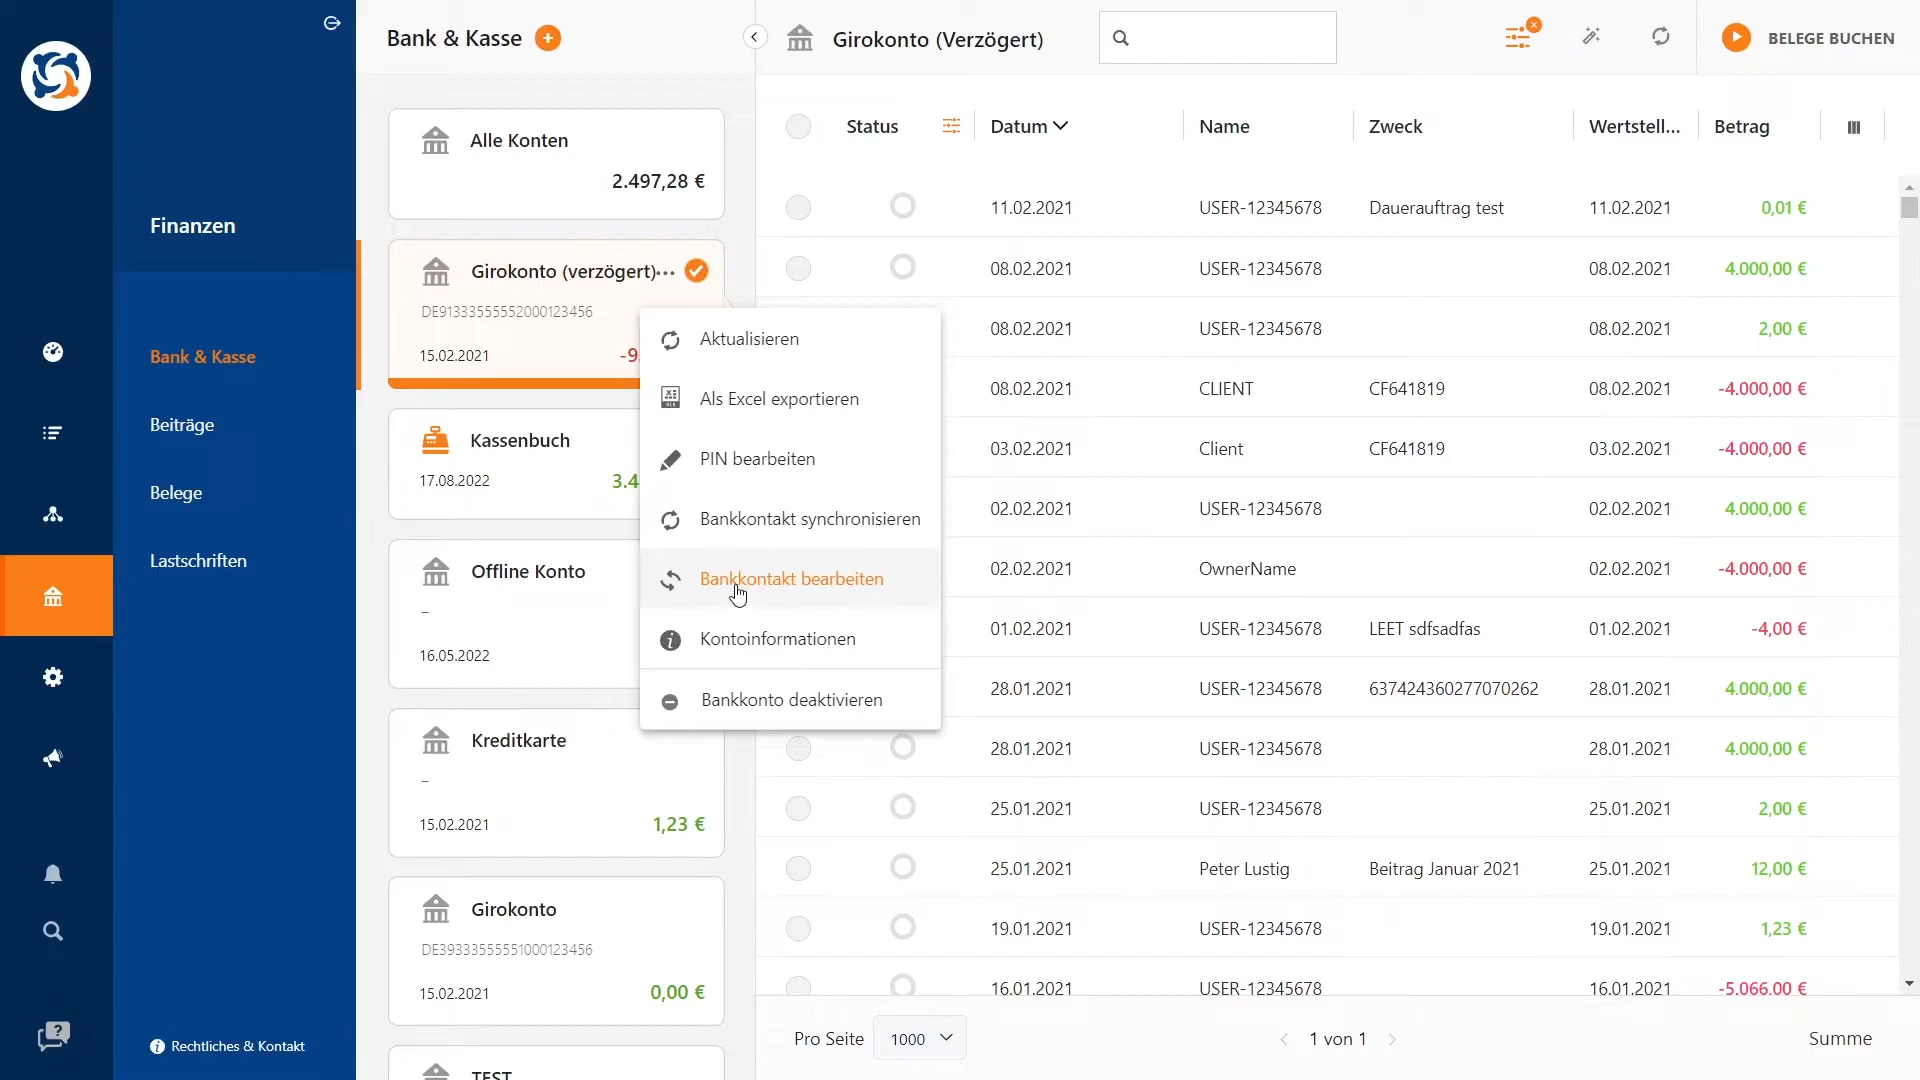 Finanzen
Bank & Kasse
Beiträge
Belege
Lastschriften
Rechtliches & Kontakt
Bank & Kasse
Alle Konten
2.497,28 €
Girokonto (verzögert)···
DE91333555552000123456
15.02.2021
-9
Kassenbuch
17.08.2022
3.4
Offline Konto
–
16.05.2022
Kreditkarte
–
15.02.2021
1,23 €
Girokonto
DE39333555551000123456
15.02.2021
0,00 €
TEST
Aktualisieren
Als Excel exportieren
PIN bearbeiten
Bankkontakt synchronisieren
Bankkontakt bearbeiten
Kontoinformationen
Bankkonto deaktivieren
Girokonto (Verzögert)
BELEGE BUCHEN
Status Datum Name Zweck Wertstell... Betrag
11.02.2021 USER-12345678 Dauerauftrag test 11.02.2021 0,01 €
08.02.2021 USER-12345678 08.02.2021 4.000,00 €
08.02.2021 USER-12345678 08.02.2021 2,00 €
08.02.2021 CLIENT CF641819 08.02.2021 -4.000,00 €
03.02.2021 Client CF641819 03.02.2021 -4.000,00 €
02.02.2021 USER-12345678 02.02.2021 4.000,00 €
02.02.2021 OwnerName 02.02.2021 -4.000,00 €
01.02.2021 USER-12345678 LEET sdfsadfas 01.02.2021 -4,00 €
28.01.2021 USER-12345678 637424360277070262 28.01.2021 4.000,00 €
28.01.2021 USER-12345678 28.01.2021 4.000,00 €
25.01.2021 USER-12345678 25.01.2021 2,00 €
25.01.2021 Peter Lustig Beitrag Januar 2021 25.01.2021 12,00 €
19.01.2021 USER-12345678 19.01.2021 1,23 €
16.01.2021 USER-12345678 16.01.2021 -5.066,00 €
Pro Seite 1000 1 von 1 Summe